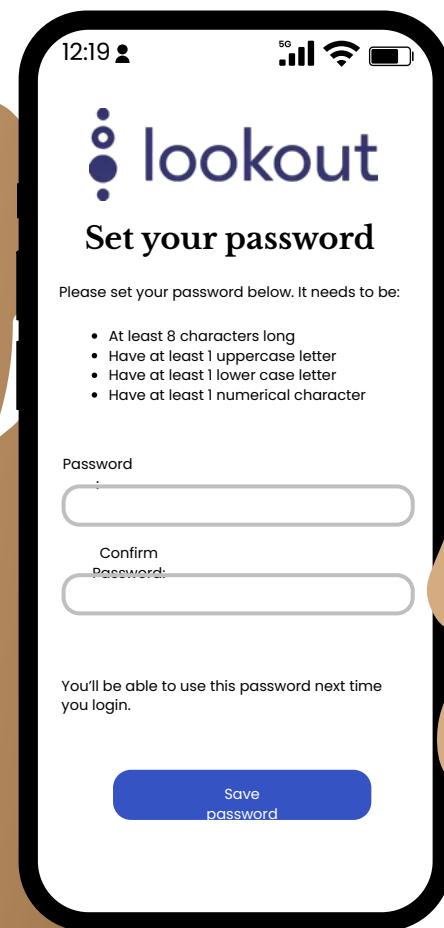 12:19
5G
lookout
Set your password
Please set your password below. It needs to be:
At least 8 characters long
Have at least 1 uppercase letter
Have at least 1 lower case letter
Have at least 1 numerical character
Password
:
Confirm
Password:
You'll be able to use this password next time
you login.
Save
password